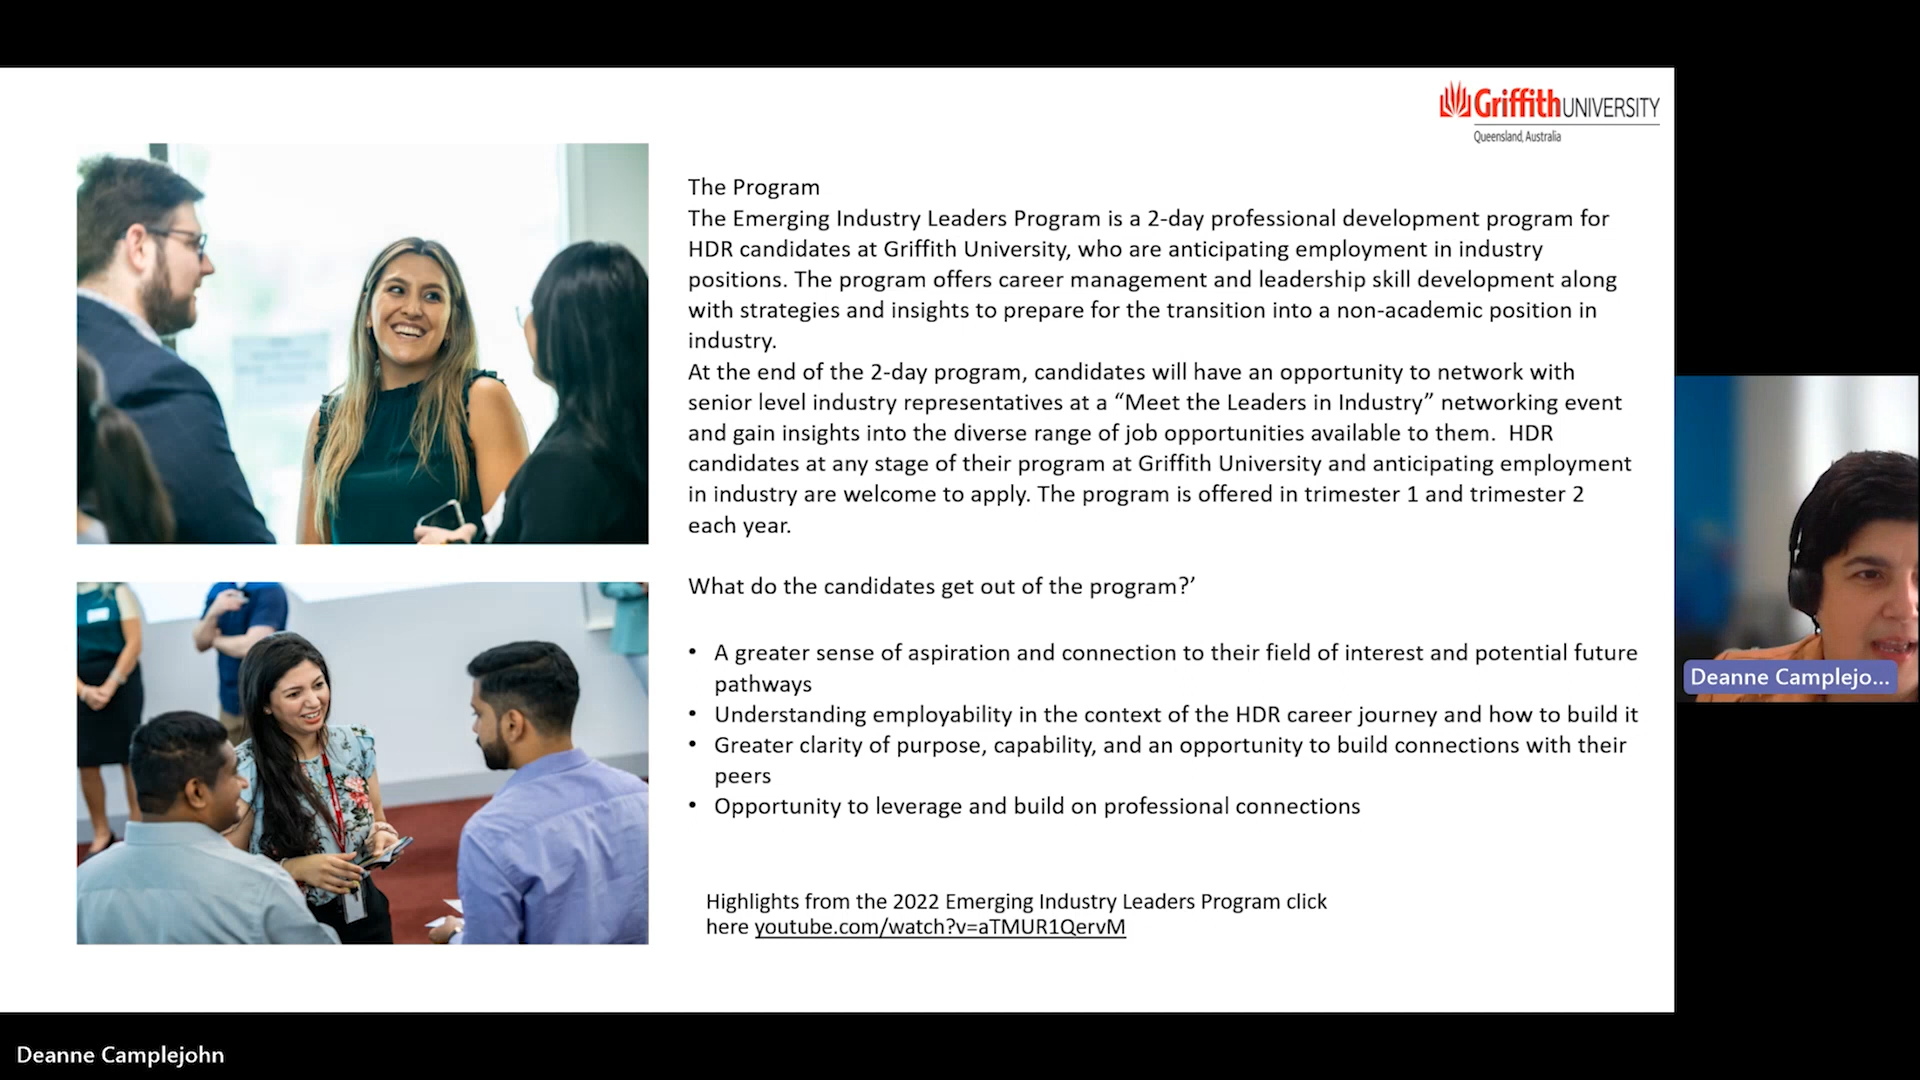 Griffith UNIVERSITY
Queensland, Australia
The Program
The Emerging Industry Leaders Program is a 2-day professional development program for
HDR candidates at Griffith University, who are anticipating employment in industry
positions. The program offers career management and leadership skill development along
with strategies and insights to prepare for the transition into a non-academic position in
industry.
At the end of the 2-day program, candidates will have an opportunity to network with
senior level industry representatives at a “Meet the Leaders in Industry” networking event
and gain insights into the diverse range of job opportunities available to them.  HDR
candidates at any stage of their program at Griffith University and anticipating employment
in industry are welcome to apply. The program is offered in trimester 1 and trimester 2
each year.
What do the candidates get out of the program?’
• A greater sense of aspiration and connection to their field of interest and potential future
pathways
• Understanding employability in the context of the HDR career journey and how to build it
• Greater clarity of purpose, capability, and an opportunity to build connections with their
peers
• Opportunity to leverage and build on professional connections
Highlights from the 2022 Emerging Industry Leaders Program click
here youtube.com/watch?v=aTMUR1QervM
Deanne Camplejo...
Deanne Camplejohn